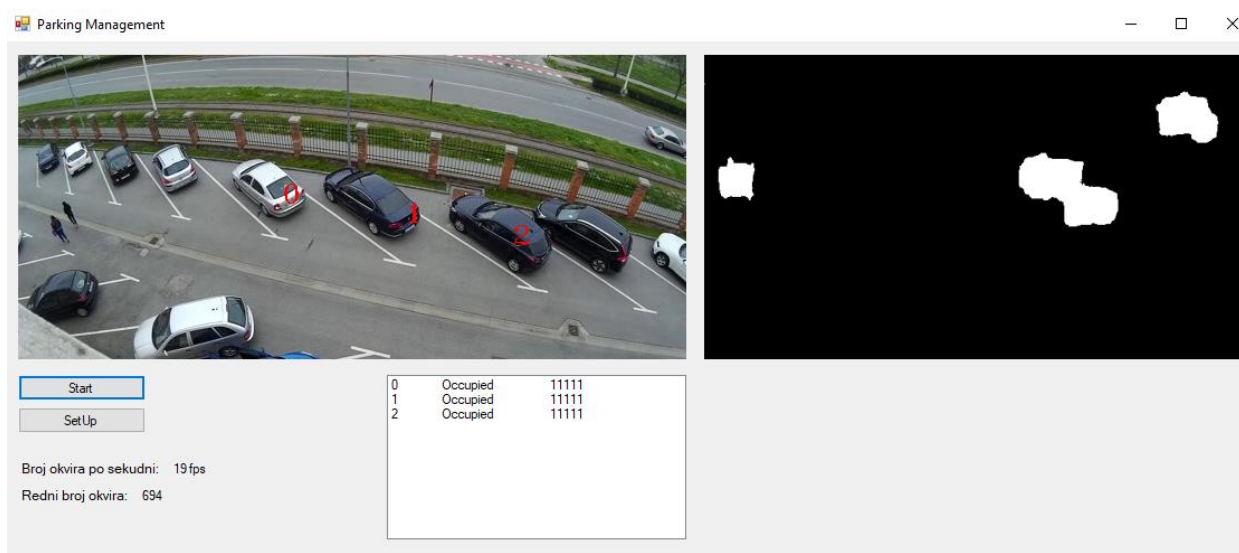 Parking Management
0
1
2
Start
SetUp
0 Occupied 11111
1 Occupied 11111
2 Occupied 11111
Broj okvira po sekudni: 19 fps
Redni broj okvira: 694